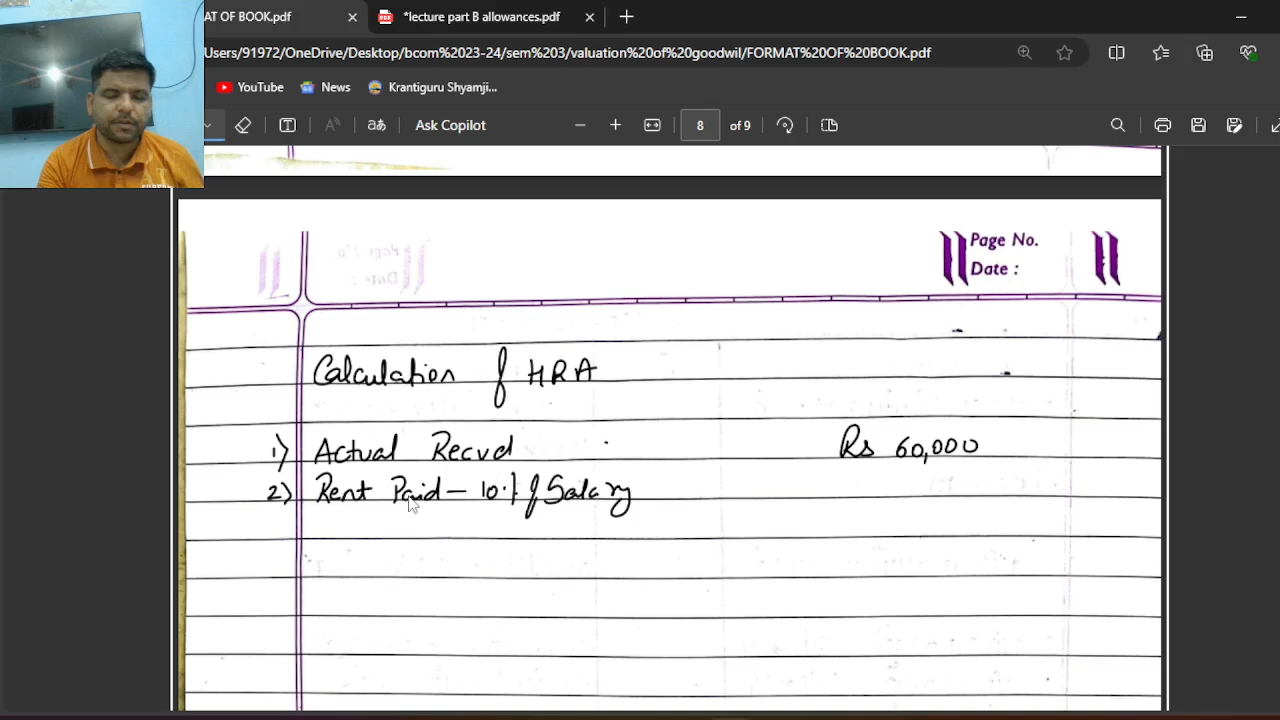 AT OF BOOK.pdf
*lecture part B allowances.pdf
Users/91972/OneDrive/Desktop/bcom%2023-24/sem%203/valuation%20of%20goodwil/FORMAT%20OF%20BOOK.pdf
YouTube News Krantiguru Shyamji...
aあ Ask Copilot 8 of 9
Page No.
Date :
Calculation of HRA
1) Actual Recvd Rs 60,000
2) Rent Paid – 10% of Salary